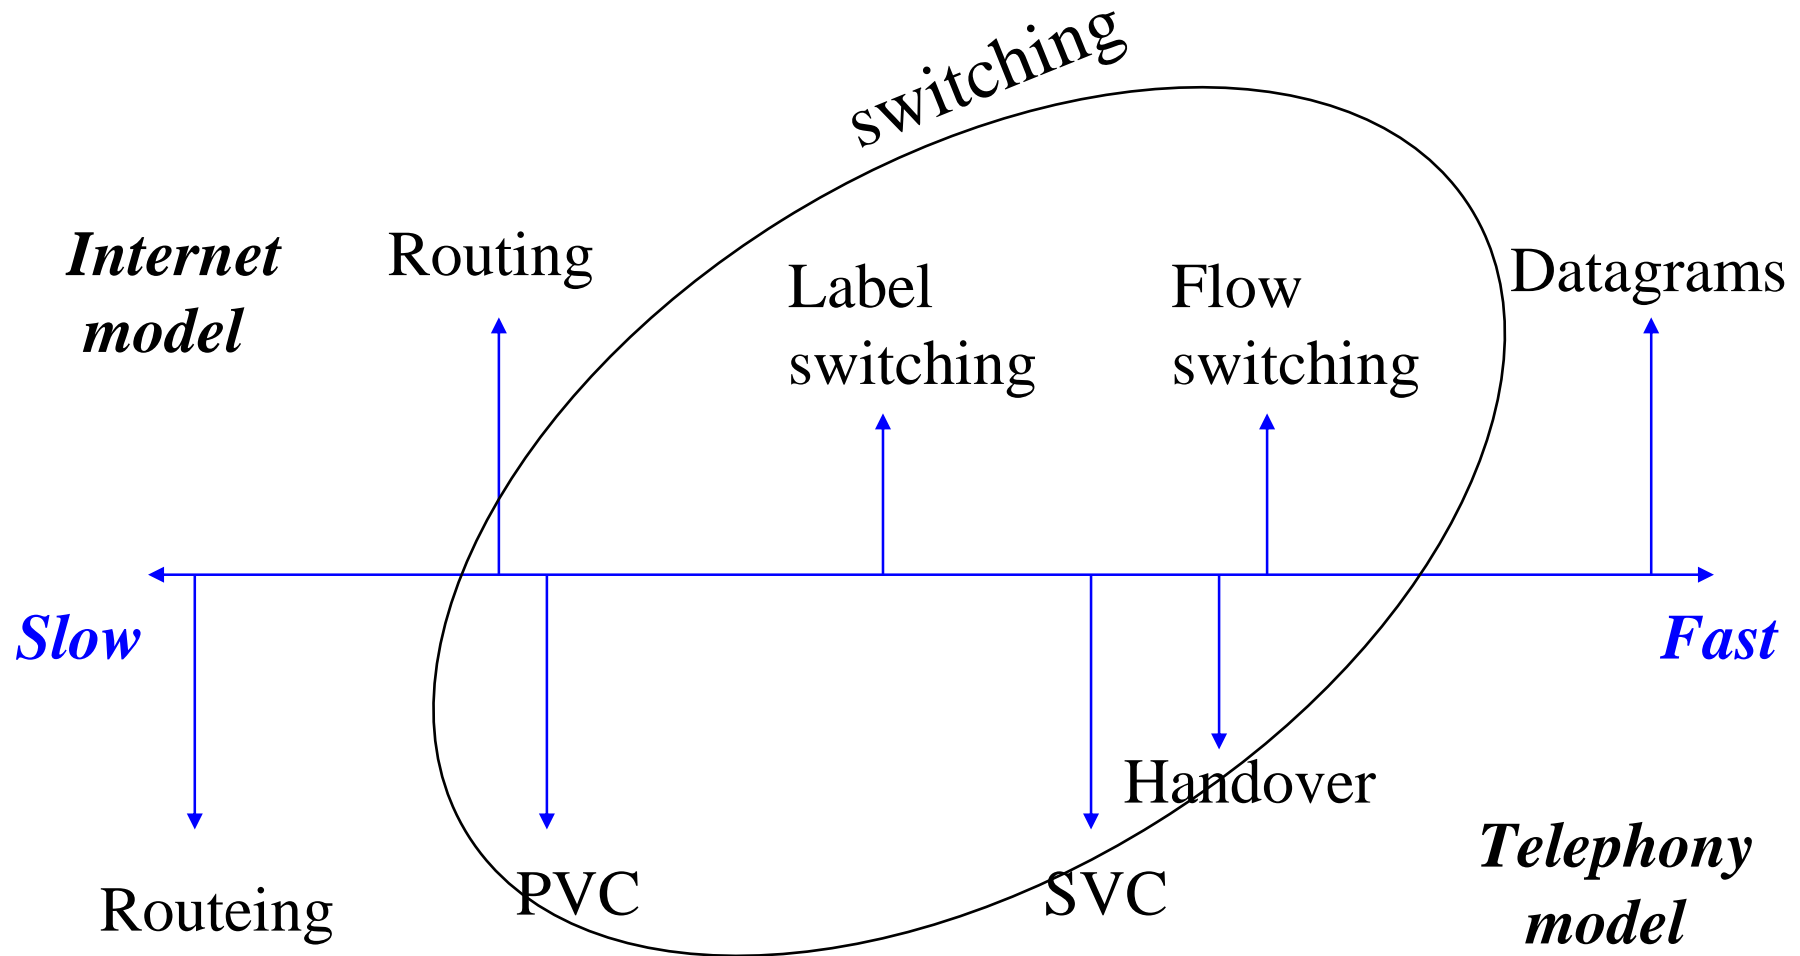 switching
Internet
model
Routing
Label
switching
Flow
switching
Datagrams
Slow
Fast
Handover
Routeing
PVC
SVC
Telephony
model